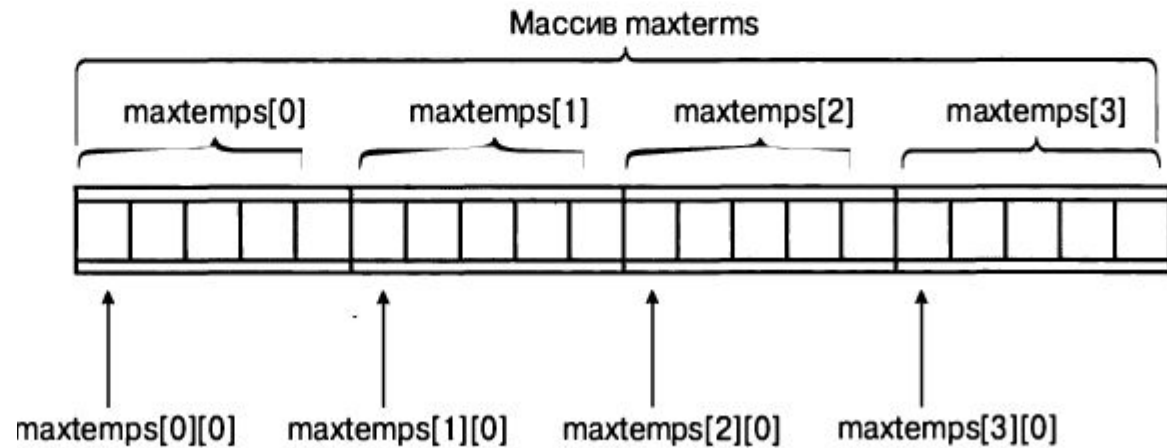 Массив maxterms
maxtemps[0] maxtemps[1] maxtemps[2] maxtemps[3]
maxtemps[0][0] maxtemps[1][0] maxtemps[2][0] maxtemps[3][0]